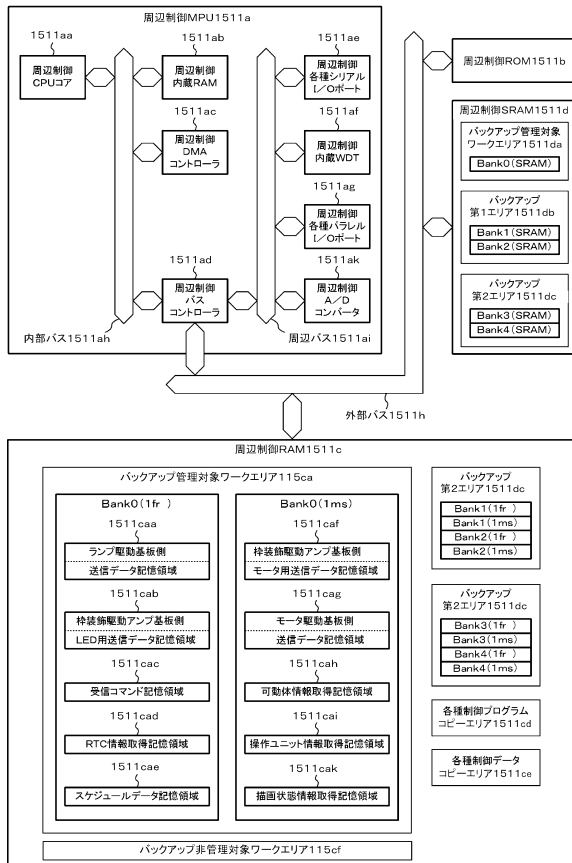 周辺制御MPU1511a
1511aa
周辺制御
CPUコア
1511ab
周辺制御
内蔵RAM
1511ac
周辺制御
DMA
コントローラ
1511ad
周辺制御
バス
コントローラ
1511ae
周辺制御
各種シリアル
I/Oポート
1511af
周辺制御
内蔵WDT
1511ag
周辺制御
各種パラレル
I/Oポート
1511ak
周辺制御
A/D
コンバータ
内部バス1511ah
周辺バス1511ai
周辺制御ROM1511b
周辺制御SRAM1511d
バックアップ管理対象
ワークエリア1511da
Bank0(SRAM)
バックアップ
第1エリア1511db
Bank1(SRAM)
Bank2(SRAM)
バックアップ
第2エリア1511dc
Bank3(SRAM)
Bank4(SRAM)
外部バス1511h
周辺制御RAM1511c
バックアップ管理対象ワークエリア115ca
Bank0(1fr )
1511caa
ランプ駆動基板側
送信データ記憶領域
1511cab
枠装飾駆動アンプ基板側
LED用送信データ記憶領域
1511cac
受信コマンド記憶領域
1511cad
RTC情報取得記憶領域
1511cae
スケジュールデータ記憶領域
Bank0(1ms)
1511caf
枠装飾駆動アンプ基板側
モータ用送信データ記憶領域
1511cag
モータ駆動基板側
送信データ記憶領域
1511cah
可動体情報取得記憶領域
1511cai
操作ユニット情報取得記憶領域
1511cak
描画状態情報取得記憶領域
バックアップ非管理対象ワークエリア115cf
バックアップ
第2エリア1511dc
Bank1(1fr )
Bank1(1ms)
Bank2(1fr )
Bank2(1ms)
バックアップ
第2エリア1511dc
Bank3(1fr )
Bank3(1ms)
Bank4(1fr )
Bank4(1ms)
各種制御プログラム
コピーエリア1511cd
各種制御データ
コピーエリア1511ce